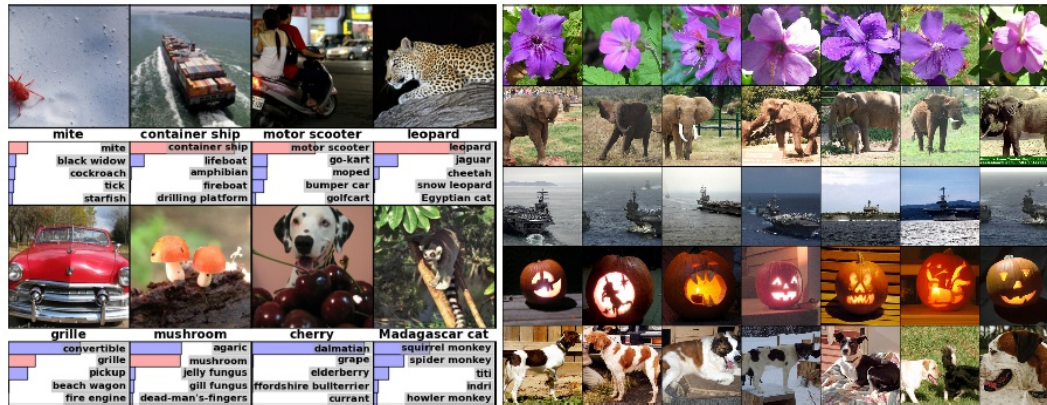 mite
container ship
motor scooter
leopard
mite
black widow
cockroach
tick
starfish
container ship
lifeboat
amphibian
fireboat
drilling platform
motor scooter
go-kart
moped
bumper car
golfcart
leopard
jaguar
cheetah
snow leopard
Egyptian cat
grille
mushroom
cherry
Madagascar cat
convertible
grille
pickup
beach wagon
fire engine
agaric
mushroom
jelly fungus
gill fungus
dead-man's-fingers
dalmatian
grape
elderberry
ffordshire bullterrier
currant
squirrel monkey
spider monkey
titi
indri
howler monkey